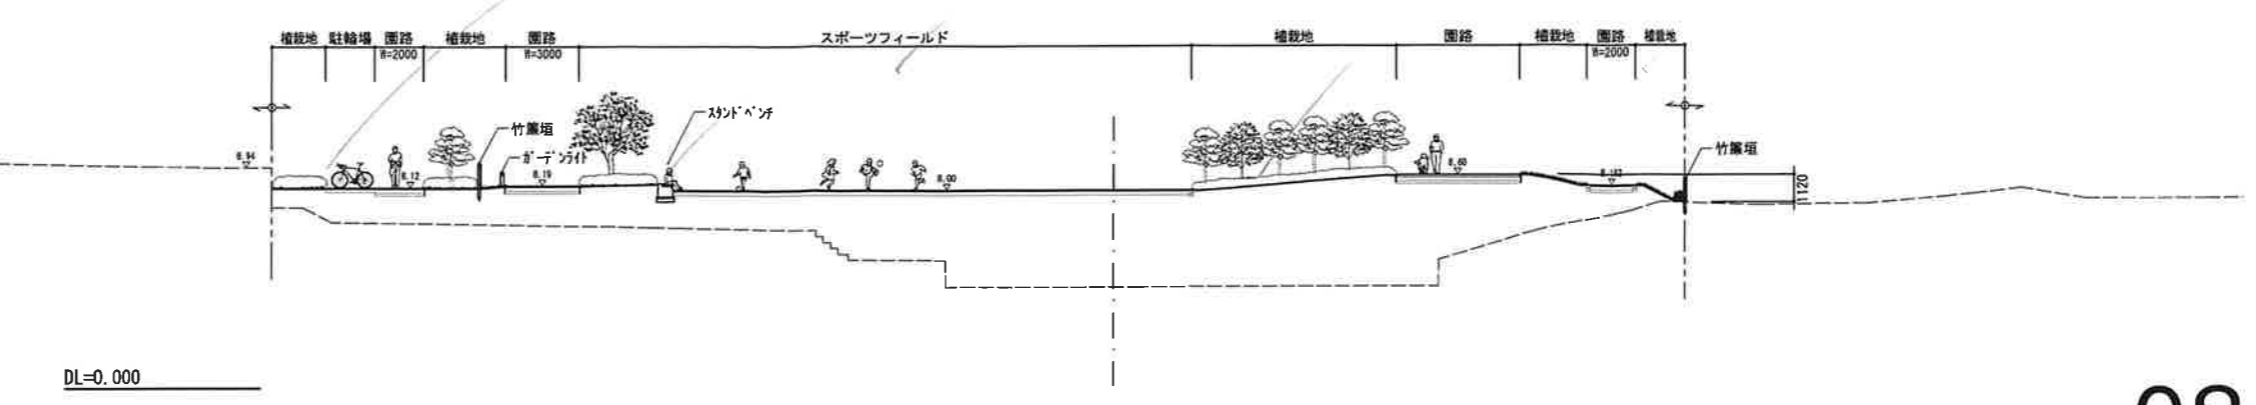 植栽地 駐輪場 園路 植栽地 園路 スポーツフィールド 植栽地 園路 植栽地 園路 植栽地
W=2000 W=3000 W=2000
スタンドベンチ
竹簾垣
ガーデンライト
竹簾垣
8.94
8.12
8.19
8.00
8.60
1120
DL=0.000
08